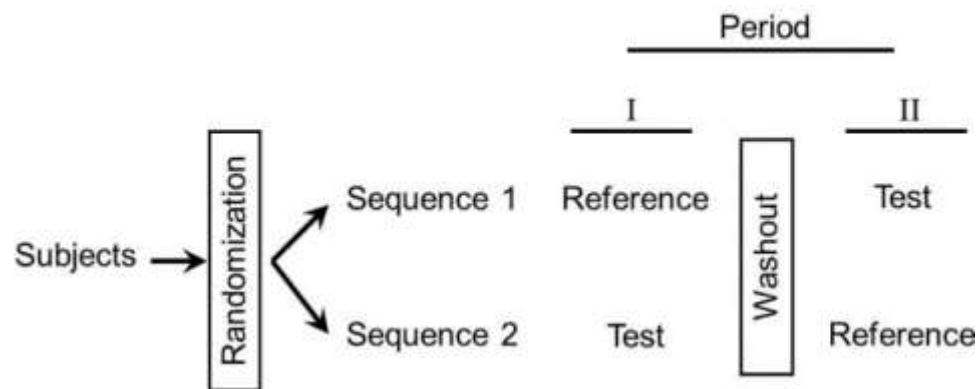 Period
I
II
Randomization
Washout
Sequence 1
Reference
Test
Subjects
Sequence 2
Test
Reference